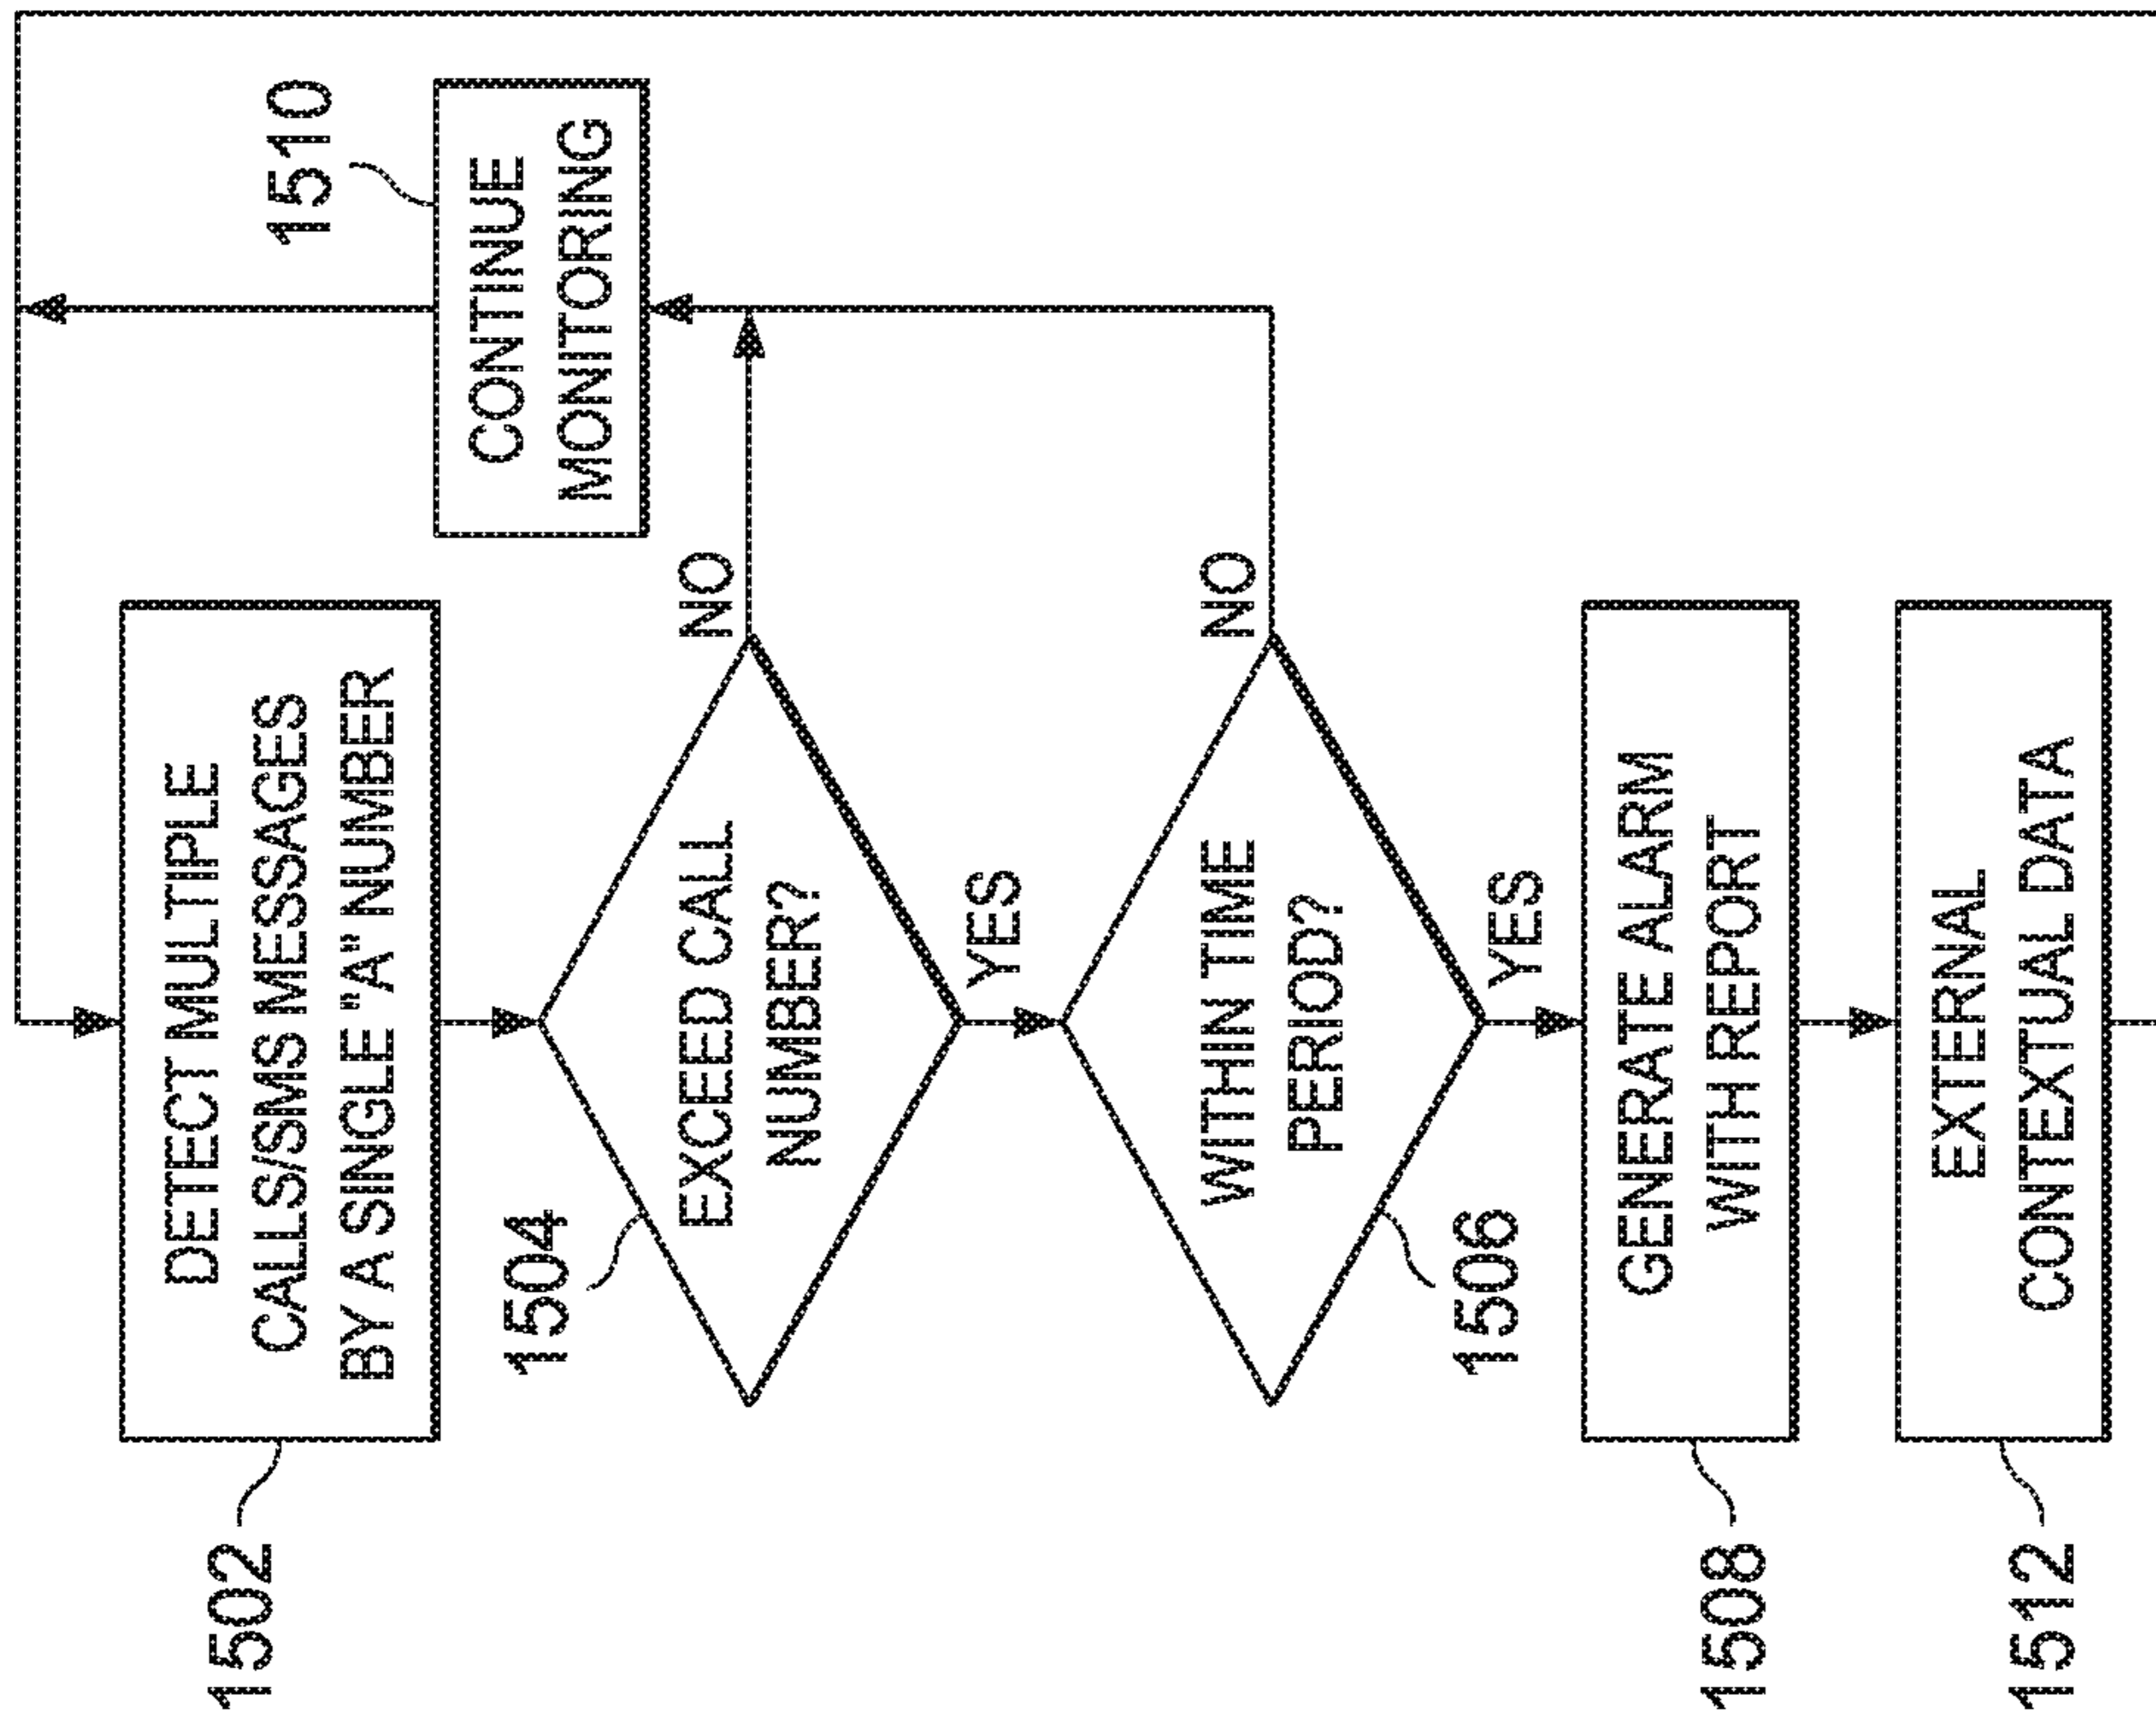 1502
DETECT MULTIPLE
CALLS/SMS MESSAGES
BY A SINGLE "A" NUMBER
1504
EXCEED CALL
NUMBER?
NO
YES
1510
CONTINUE
MONITORING
1506
WITHIN TIME
PERIOD?
NO
YES
1508
GENERATE ALARM
WITH REPORT
1512
EXTERNAL
CONTEXTUAL DATA